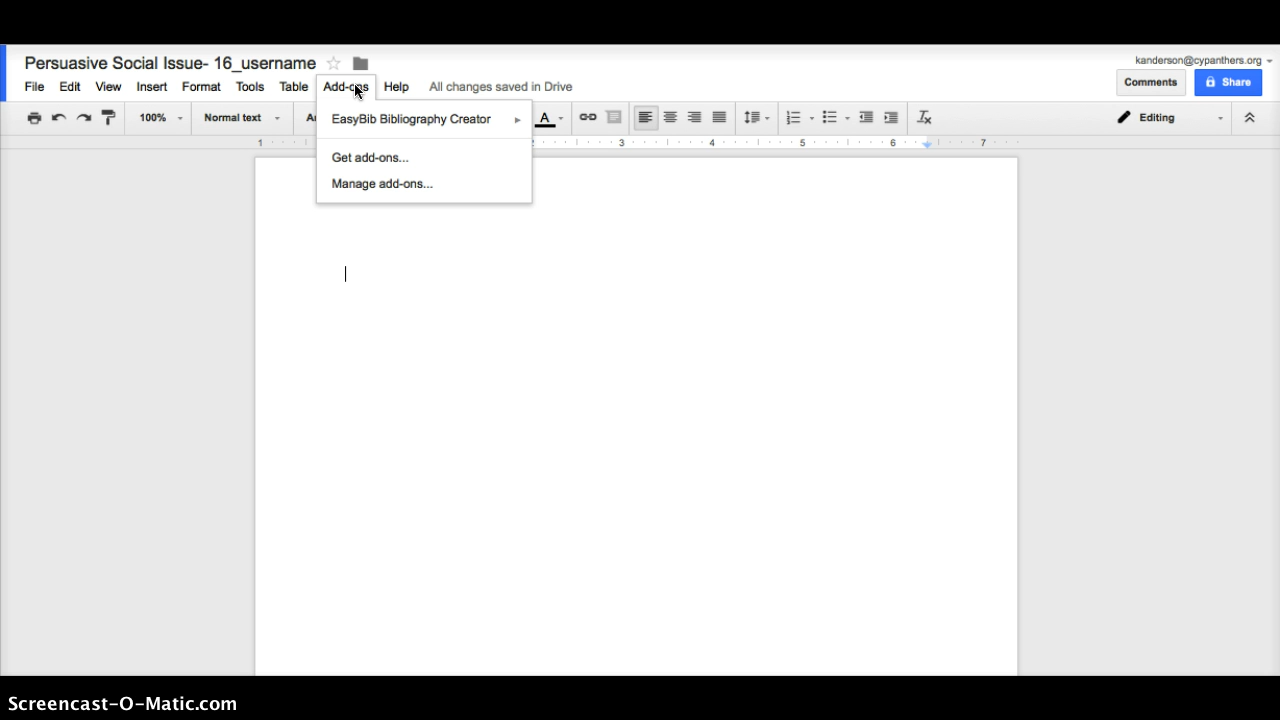 Persuasive Social Issue- 16_username
kanderson@cypanthers.org
File Edit View Insert Format Tools Table Add-ons Help All changes saved in Drive
Comments Share
100% Normal text A Editing
EasyBib Bibliography Creator
1 2 3 4 5 6 7
Get add-ons...
Manage add-ons...
Screencast-O-Matic.com